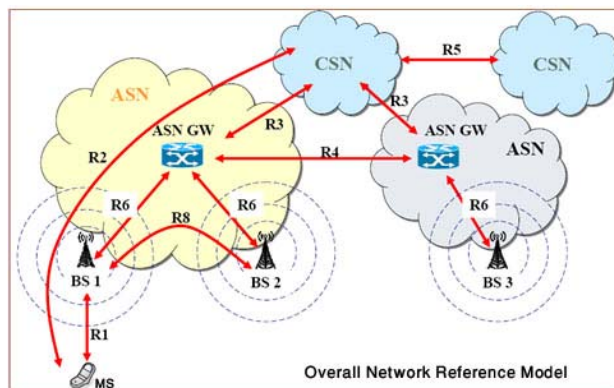 CSN
R5
CSN
ASN
R3
R3
ASN GW
ASN GW
ASN
R2
R4
R6
R8
R6
R6
BS 1
BS 2
BS 3
R1
MS
Overall Network Reference Model